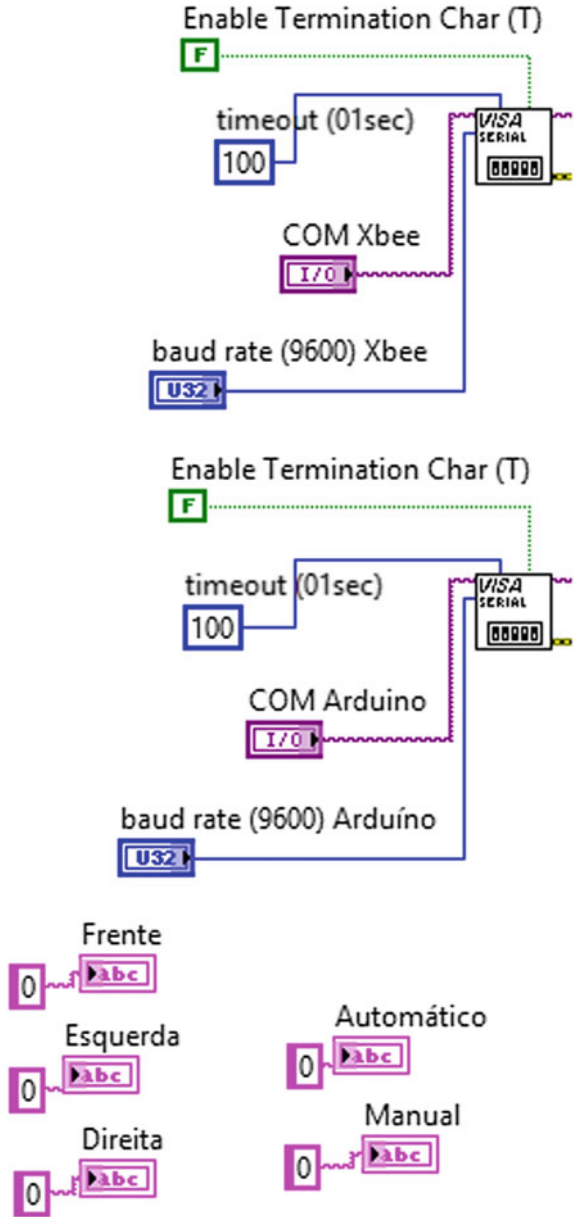 Enable Termination Char (T)
F
timeout (01sec)
100
VISA
SERIAL
COM Xbee
I/O
baud rate (9600) Xbee
U32
Enable Termination Char (T)
F
timeout (01sec)
100
VISA
SERIAL
COM Arduino
I/O
baud rate (9600) Arduíno
U32
Frente
0 abc
Esquerda
0 abc
Direita
0 abc
Automático
0 abc
Manual
0 abc